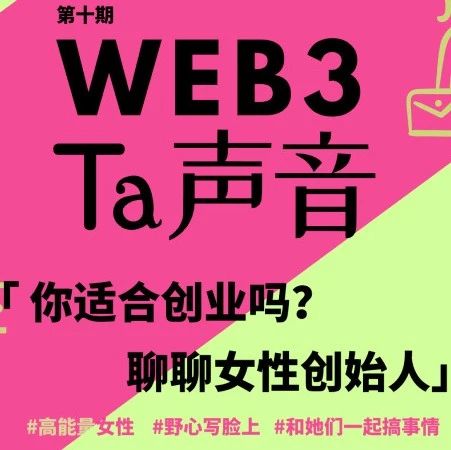 第十期
WEB3
Ta声音
「你适合创业吗？
聊聊女性创始人」
#高能量女性 #野心写脸上 #和她们一起搞事情